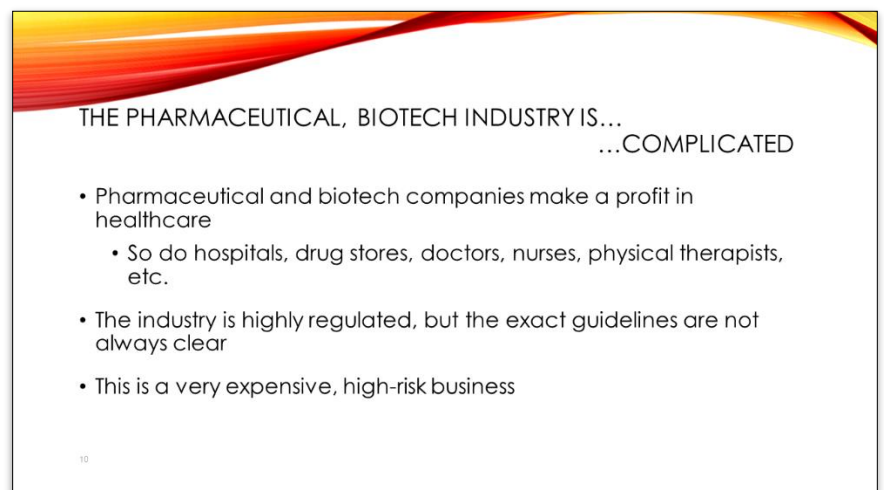 THE PHARMACEUTICAL, BIOTECH INDUSTRY IS…
…COMPLICATED
• Pharmaceutical and biotech companies make a profit in
healthcare
• So do hospitals, drug stores, doctors, nurses, physical therapists,
etc.
• The industry is highly regulated, but the exact guidelines are not
always clear
• This is a very expensive, high-risk business
10